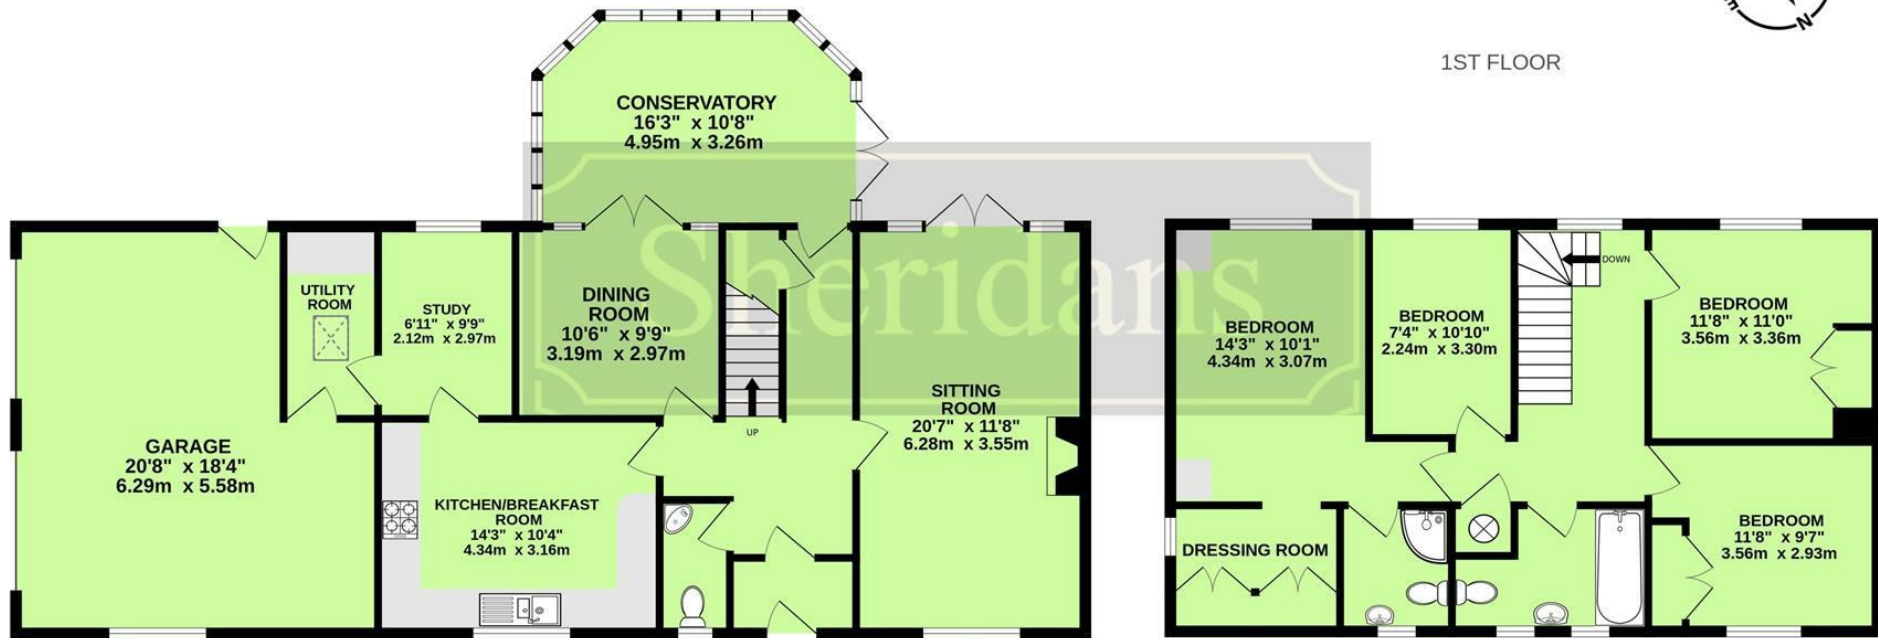 E
N
1ST FLOOR
CONSERVATORY
16'3" x 10'8"
4.95m x 3.26m
Sheridans
UTILITY
ROOM
STUDY
6'11" x 9'9"
2.12m x 2.97m
DINING
ROOM
10'6" x 9'9"
3.19m x 2.97m
GARAGE
20'8" x 18'4"
6.29m x 5.58m
KITCHEN/BREAKFAST
ROOM
14'3" x 10'4"
4.34m x 3.16m
UP
SITTING
ROOM
20'7" x 11'8"
6.28m x 3.55m
BEDROOM
14'3" x 10'1"
4.34m x 3.07m
BEDROOM
7'4" x 10'10"
2.24m x 3.30m
DOWN
BEDROOM
11'8" x 11'0"
3.56m x 3.36m
DRESSING ROOM
BEDROOM
11'8" x 9'7"
3.56m x 2.93m